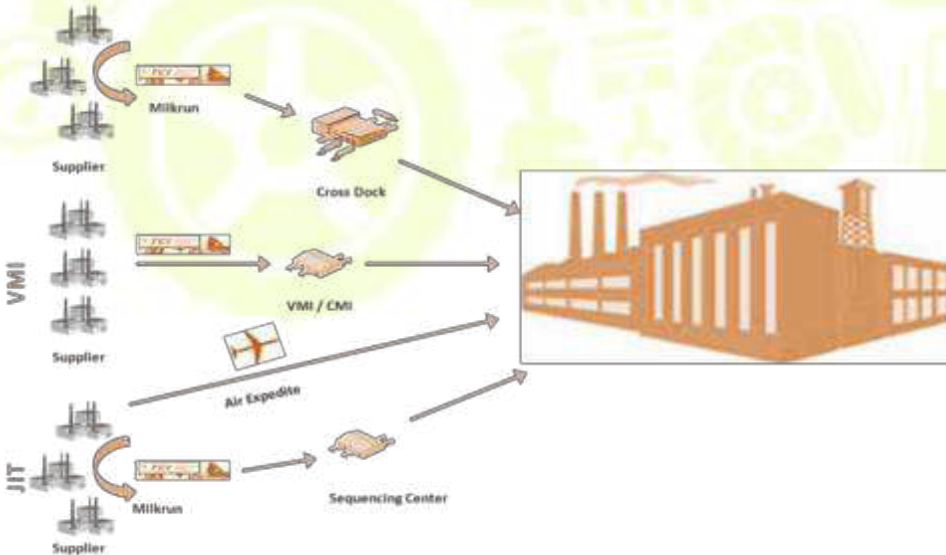 Milkrun
Supplier
Cross Dock
VMI
VMI / CMI
Supplier
Air Expedite
JIT
Milkrun
Sequencing Center
Supplier